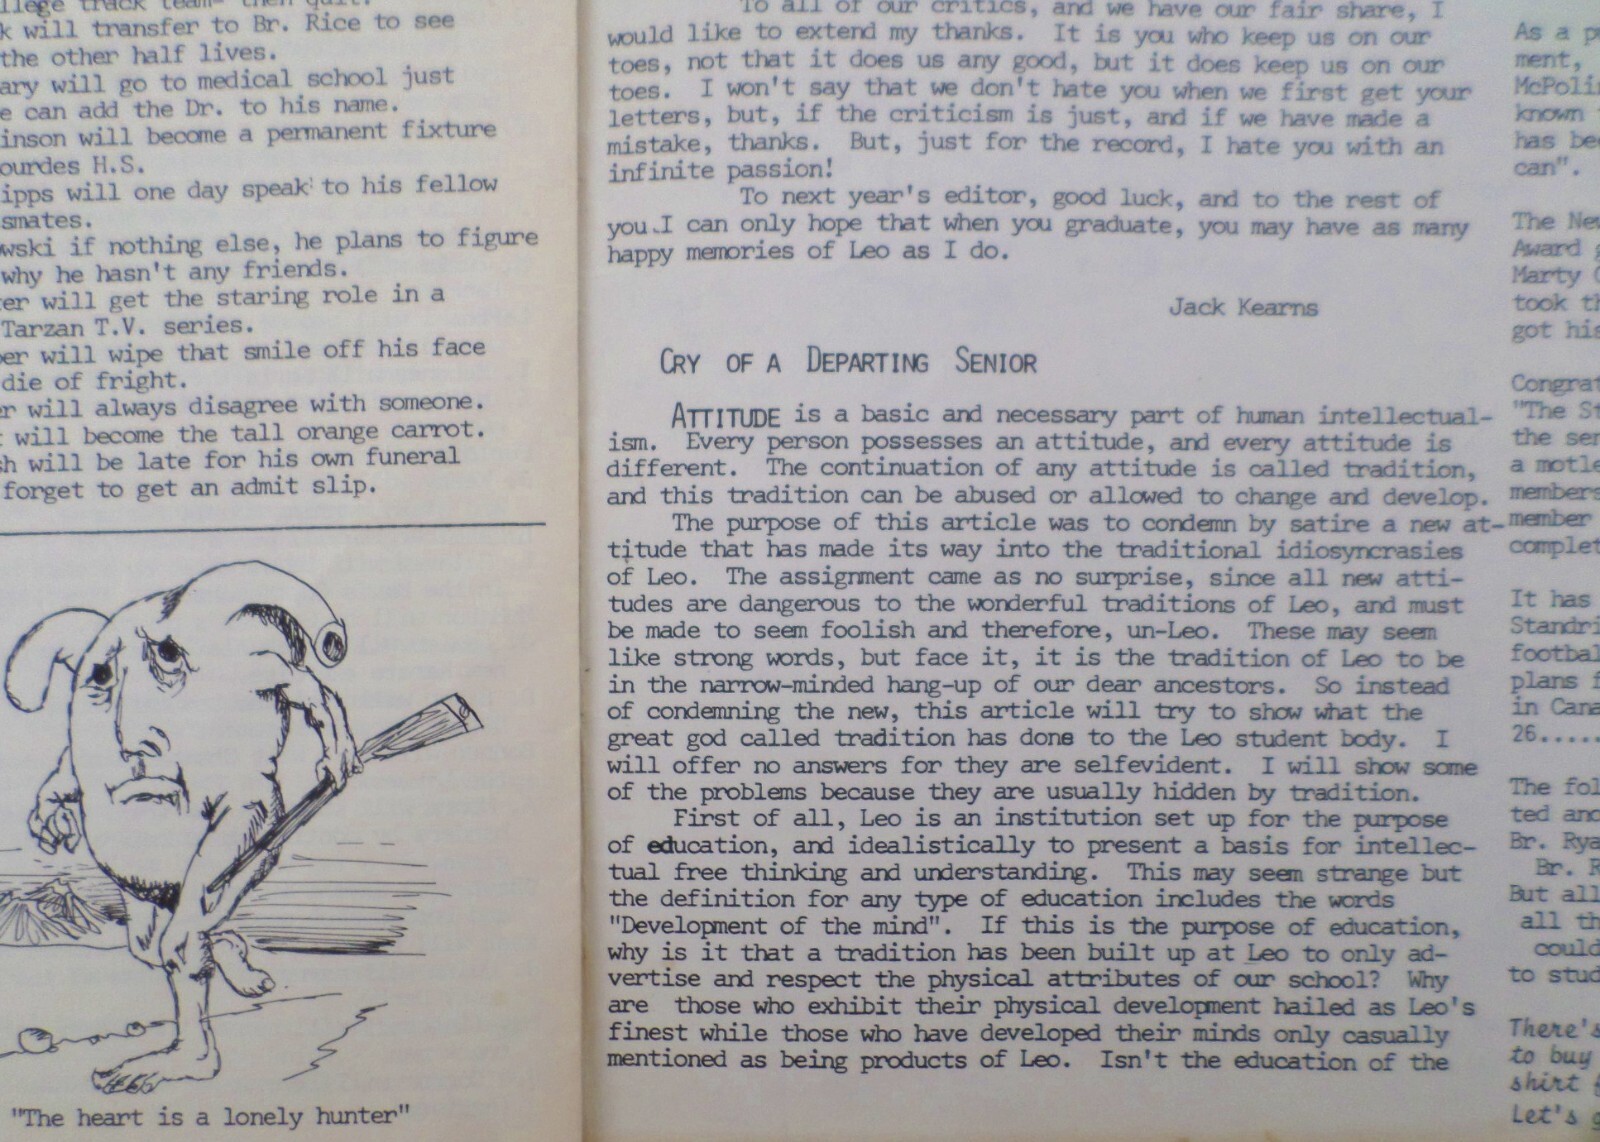 llege track team- then quit.
k will transfer to Br. Rice to see
the other half lives.
ary will go to medical school just
e can add the Dr. to his name.
inson will become a permanent fixture
ourdes H.S.
ipps will one day speak to his fellow
smates.
wski if nothing else, he plans to figure
why he hasn't any friends.
er will get the staring role in a
Tarzan T.V. series.
er will wipe that smile off his face
die of fright.
er will always disagree with someone.
t will become the tall orange carrot.
sh will be late for his own funeral
forget to get an admit slip.
"The heart is a lonely hunter"
To all of our critics, and we have our fair share, I
would like to extend my thanks. It is you who keep us on our
toes, not that it does us any good, but it does keep us on our
toes. I won't say that we don't hate you when we first get your
letters, but, if the criticism is just, and if we have made a
mistake, thanks. But, just for the record, I hate you with an
infinite passion!
To next year's editor, good luck, and to the rest of
you I can only hope that when you graduate, you may have as many
happy memories of Leo as I do.
Jack Kearns
CRY OF A DEPARTING SENIOR
ATTITUDE is a basic and necessary part of human intellectual-
ism. Every person possesses an attitude, and every attitude is
different. The continuation of any attitude is called tradition,
and this tradition can be abused or allowed to change and develop.
The purpose of this article was to condemn by satire a new at-
titude that has made its way into the traditional idiosyncrasies
of Leo. The assignment came as no surprise, since all new atti-
tudes are dangerous to the wonderful traditions of Leo, and must
be made to seem foolish and therefore, un-Leo. These may seem
like strong words, but face it, it is the tradition of Leo to be
in the narrow-minded hang-up of our dear ancestors. So instead
of condemning the new, this article will try to show what the
great god called tradition has done to the Leo student body. I
will offer no answers for they are selfevident. I will show some
of the problems because they are usually hidden by tradition.
First of all, Leo is an institution set up for the purpose
of education, and idealistically to present a basis for intellec-
tual free thinking and understanding. This may seem strange but
the definition for any type of education includes the words
"Development of the mind". If this is the purpose of education,
why is it that a tradition has been built up at Leo to only ad-
vertise and respect the physical attributes of our school? Why
are those who exhibit their physical development hailed as Leo's
finest while those who have developed their minds only casually
mentioned as being products of Leo. Isn't the education of the
As a p
ment,
McPolin
known
has bee
can".
The New
Award g
Marty
took th
got his
Congrat
"The St
the sen
a motle
members
member
complet
It has
Standri
footbal
plans f
in Cana
26.....
The fol
ted and
Br. Rya
Br. R
But all
all th
could
to stud
There's
to buy
shirt f
Let's g